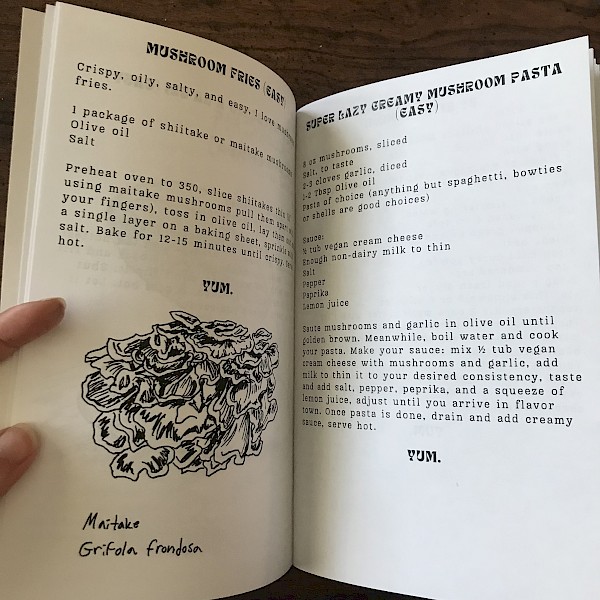 MUSHROOM FRIES (EASY)
Crispy, oily, salty, and easy, I love
fries.
1 package of shiitake or maitake mushrooms
Olive oil
Salt
Preheat oven to 350, slice shiitakes
using maitake mushrooms pull them apart
your fingers), toss in olive oil, lay them
a single layer on a baking sheet, sprinkle
salt. Bake for 12-15 minutes until crispy,
hot.
YUM.
Maitake
Grifola frondosa
SUPER LAZY CREAMY MUSHROOM PASTA
(EASY)
8 oz mushrooms, sliced
Salt, to taste
2-3 cloves garlic, diced
1-2 Tbsp Olive oil
Pasta of choice (anything but spaghetti, bowties
or shells are good choices)
Sauce:
½ tub vegan cream cheese
Enough non-dairy milk to thin
Salt
Pepper
Paprika
Lemon juice
Saute mushrooms and garlic in olive oil until
golden brown. Meanwhile, boil water and cook
your pasta. Make your sauce: mix ½ tub vegan
cream cheese with mushrooms and garlic, add
milk to thin it to your desired consistency, taste
and add salt, pepper, peprika, and a squeeze of
lemon juice, adjust until you arrive in flavor
town. Once pasta is done, drain and add creamy
sauce, serve hot.
YUM.